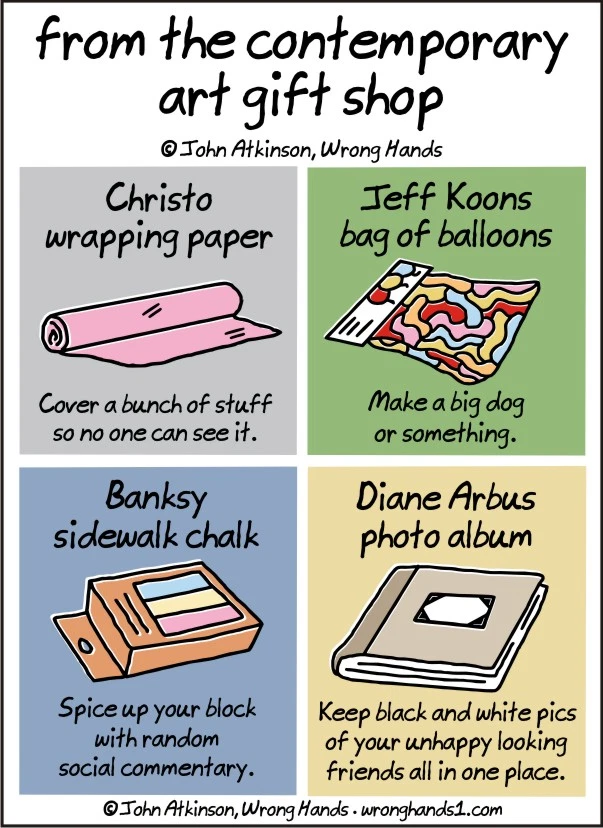 from the contemporary
art gift shop
© John Atkinson, Wrong Hands
Christo
wrapping paper
Cover a bunch of stuff
so no one can see it.
Jeff Koons
bag of balloons
Make a big dog
or something.
Banksy
sidewalk chalk
Spice up your block
with random
social commentary.
Diane Arbus
photo album
Keep black and white pics
of your unhappy looking
friends all in one place.
© John Atkinson, Wrong Hands · wronghands1.com